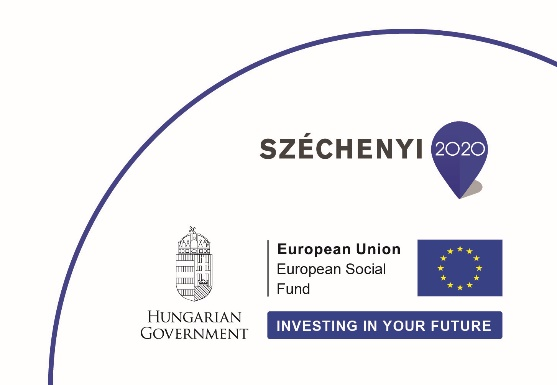 SZÉCHENYI 2020
European Union
European Social
Fund
HUNGARIAN
GOVERNMENT
INVESTING IN YOUR FUTURE